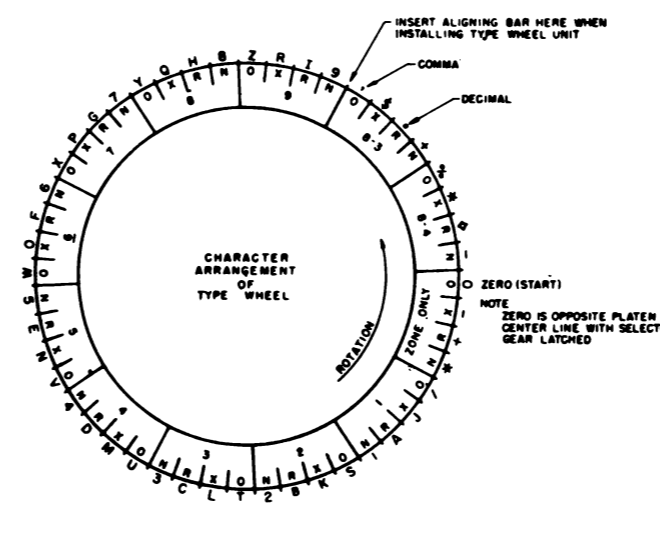 INSERT ALIGNING BAR HERE WHEN
INSTALLING TYPE WHEEL UNIT
COMMA
DECIMAL
Z R I 9 , $ .
% * ¤ -
O ZERO (START)
NOTE
ZERO IS OPPOSITE PLATEN
CENTER LINE WITH SELECT
GEAR LATCHED
- + * /
J A 1
S K B 2
T L C 3
U M D 4
V N E 5
W O F 6
X P G 7
Y Q H 8
O X R N 9
O X R N 8-3
O X R N 8-4
O X R N ZONE ONLY
O X R N 1
O X R N 2
O X R N 3
O X R N 4
O X R N 5
O X R N 6
O X R N 7
O X R N 8
CHARACTER
ARRANGEMENT
OF
TYPE WHEEL
ROTATION